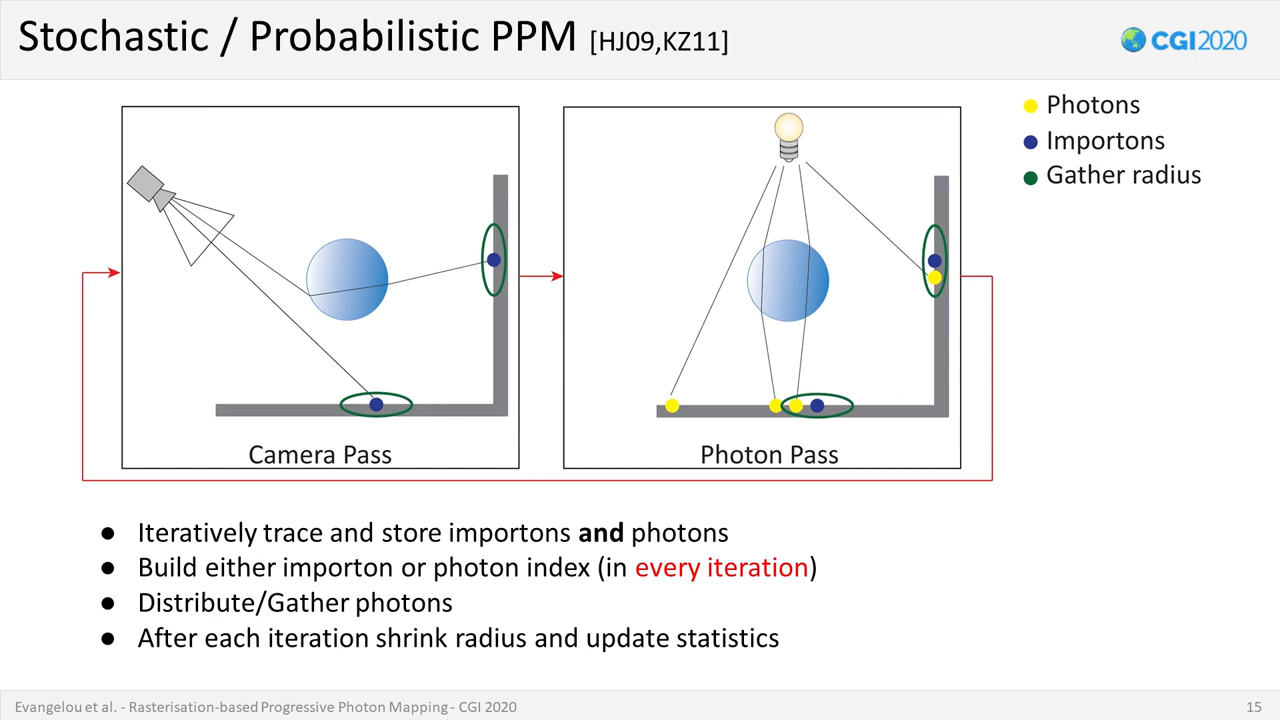 Stochastic / Probabilistic PPM [HJ09,KZ11]
CGI2020
Photons
Importons
Gather radius
Camera Pass
Photon Pass
● Iteratively trace and store importons and photons
● Build either importon or photon index (in every iteration)
● Distribute/Gather photons
● After each iteration shrink radius and update statistics
Evangelou et al. - Rasterisation-based Progressive Photon Mapping - CGI 2020
15